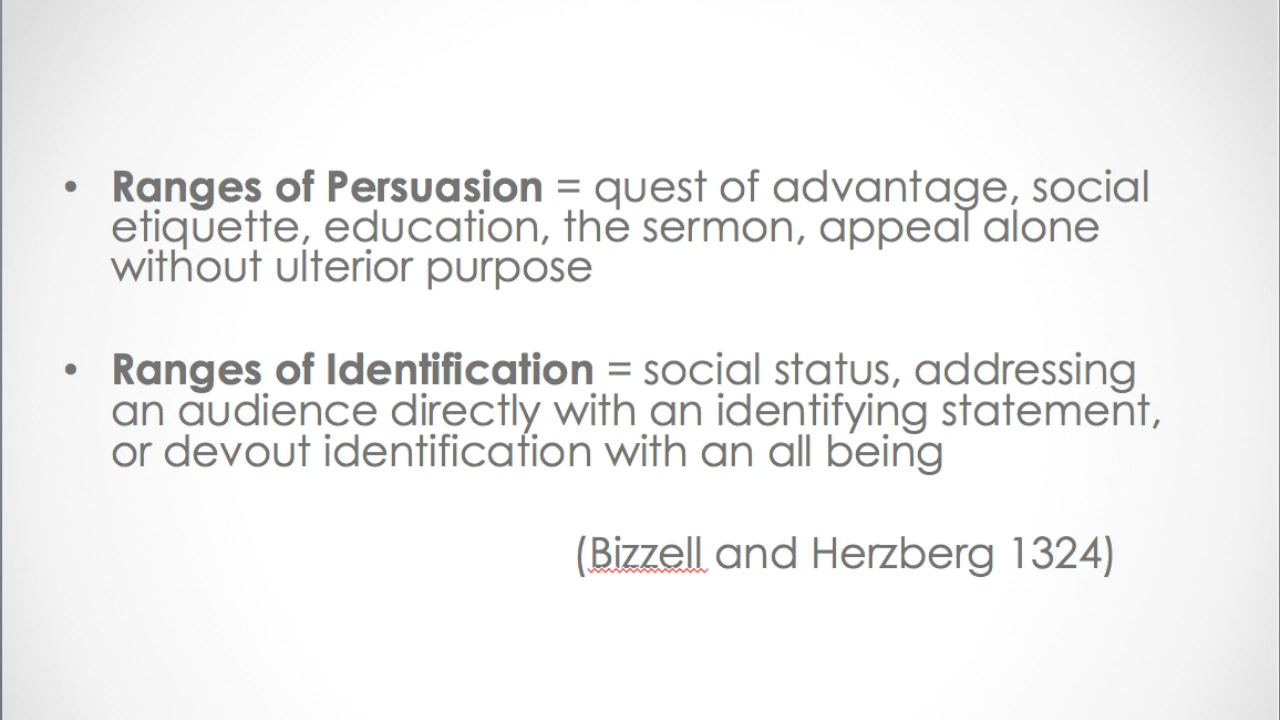 • Ranges of Persuasion = quest of advantage, social
etiquette, education, the sermon, appeal alone
without ulterior purpose
• Ranges of Identification = social status, addressing
an audience directly with an identifying statement,
or devout identification with an all being
(Bizzell and Herzberg 1324)